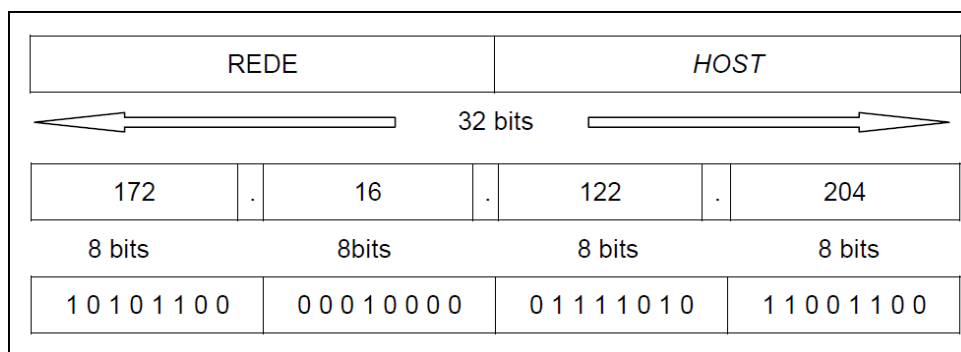 REDE HOST
32 bits
172 . 16 . 122 . 204
8 bits 8bits 8 bits 8 bits
1 0 1 0 1 1 0 0 0 0 0 1 0 0 0 0 0 1 1 1 1 0 1 0 1 1 0 0 1 1 0 0